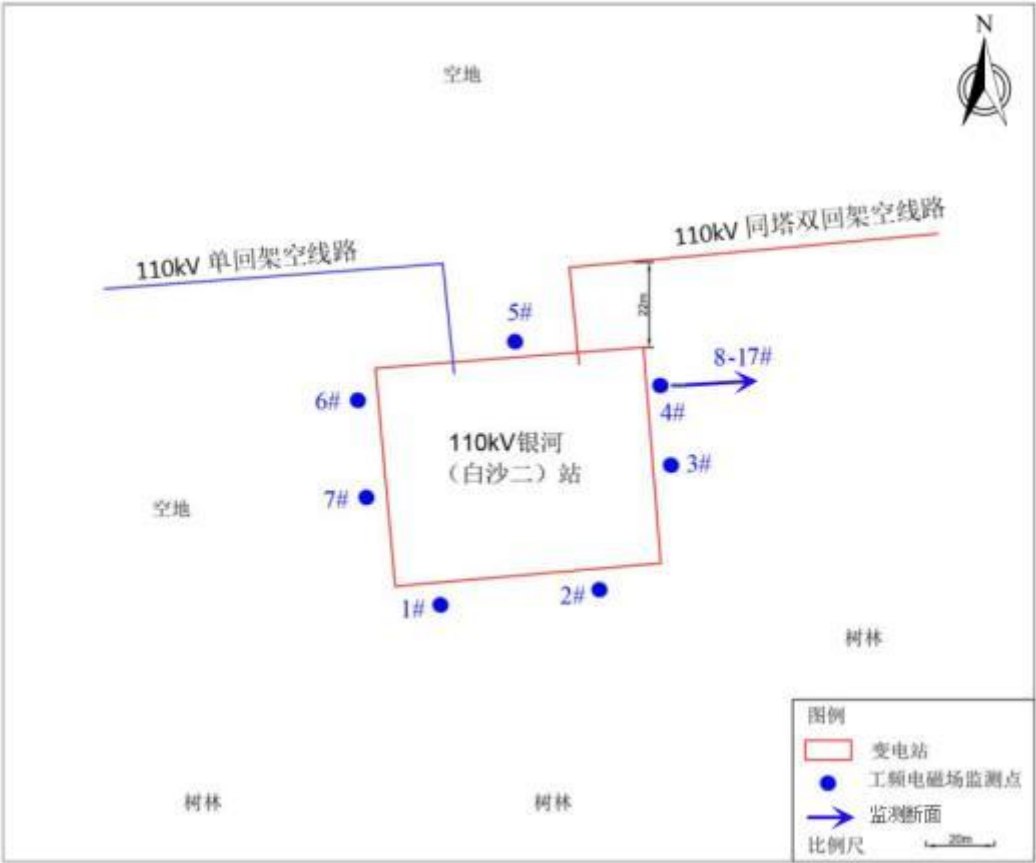 N
空地
110kV 同塔双回架空线路
110kV 单回架空线路
22m
5#
8-17#
6#
4#
110kV银河
（白沙二）站
3#
7#
空地
1#
2#
树林
图例
变电站
工频电磁场监测点
监测断面
比例尺
20m
树林
树林